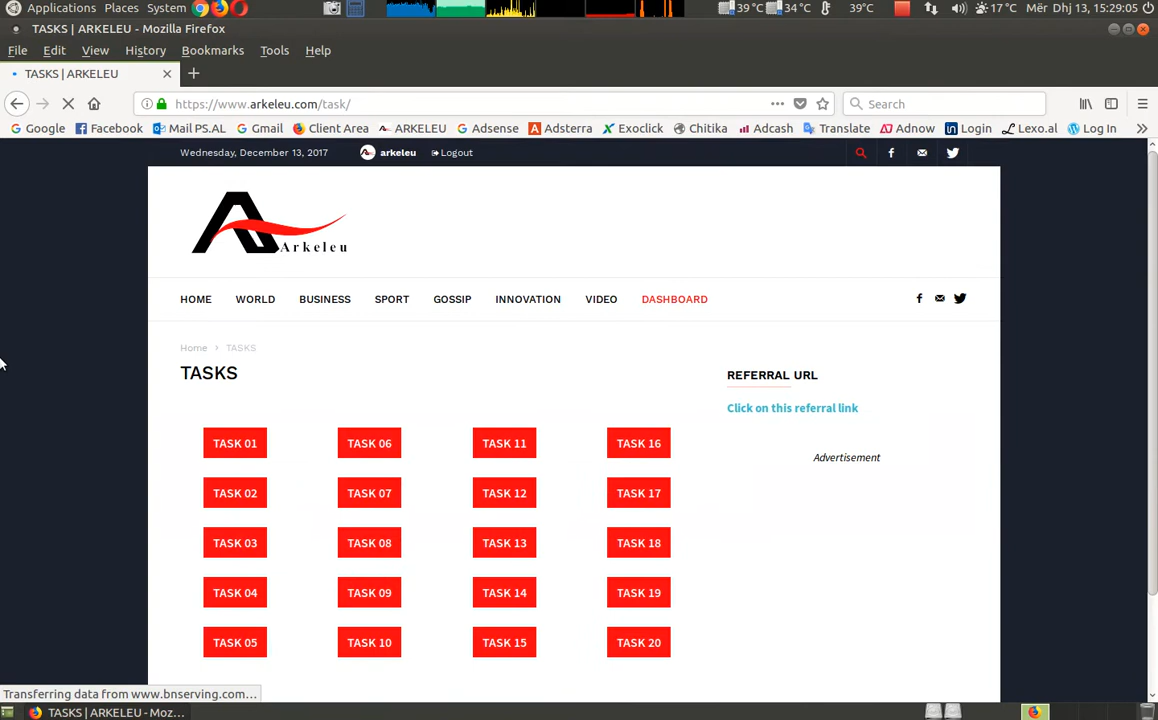 Applications Places System 39 °C 34 °C 39°C 17 °C Mër Dhj 13, 15:29:05
TASKS | ARKELEU - Mozilla Firefox
File Edit View History Bookmarks Tools Help
TASKS | ARKELEU
https://www.arkeleu.com/task/ Search
Google Facebook Mail PS.AL Gmail Client Area ARKELEU Adsense Adsterra Exoclick Chitika Adcash Translate Adnow Login Lexo.al Log In
Wednesday, December 13, 2017 arkeleu Logout
Arkeleu
HOME WORLD BUSINESS SPORT GOSSIP INNOVATION VIDEO DASHBOARD
Home › TASKS
TASKS
REFERRAL URL
Click on this referral link
Advertisement
TASK 01 TASK 06 TASK 11 TASK 16
TASK 02 TASK 07 TASK 12 TASK 17
TASK 03 TASK 08 TASK 13 TASK 18
TASK 04 TASK 09 TASK 14 TASK 19
TASK 05 TASK 10 TASK 15 TASK 20
Transferring data from www.bnserving.com…
TASKS | ARKELEU - Moz...